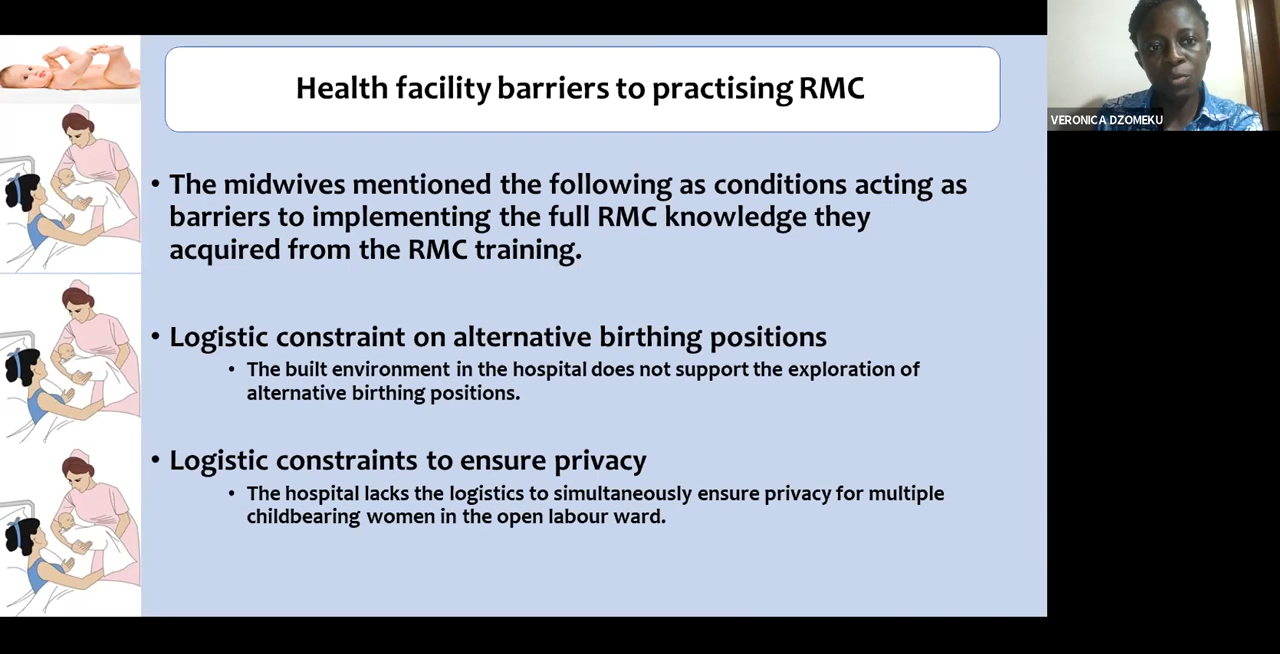 Health facility barriers to practising RMC
VERONICA DZOMEKU
• The midwives mentioned the following as conditions acting as
barriers to implementing the full RMC knowledge they
acquired from the RMC training.
• Logistic constraint on alternative birthing positions
• The built environment in the hospital does not support the exploration of
alternative birthing positions.
• Logistic constraints to ensure privacy
• The hospital lacks the logistics to simultaneously ensure privacy for multiple
childbearing women in the open labour ward.